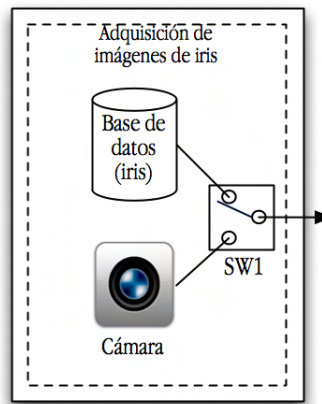 Adquisición de
imágenes de iris
Base de
datos
(iris)
SW1
Cámara